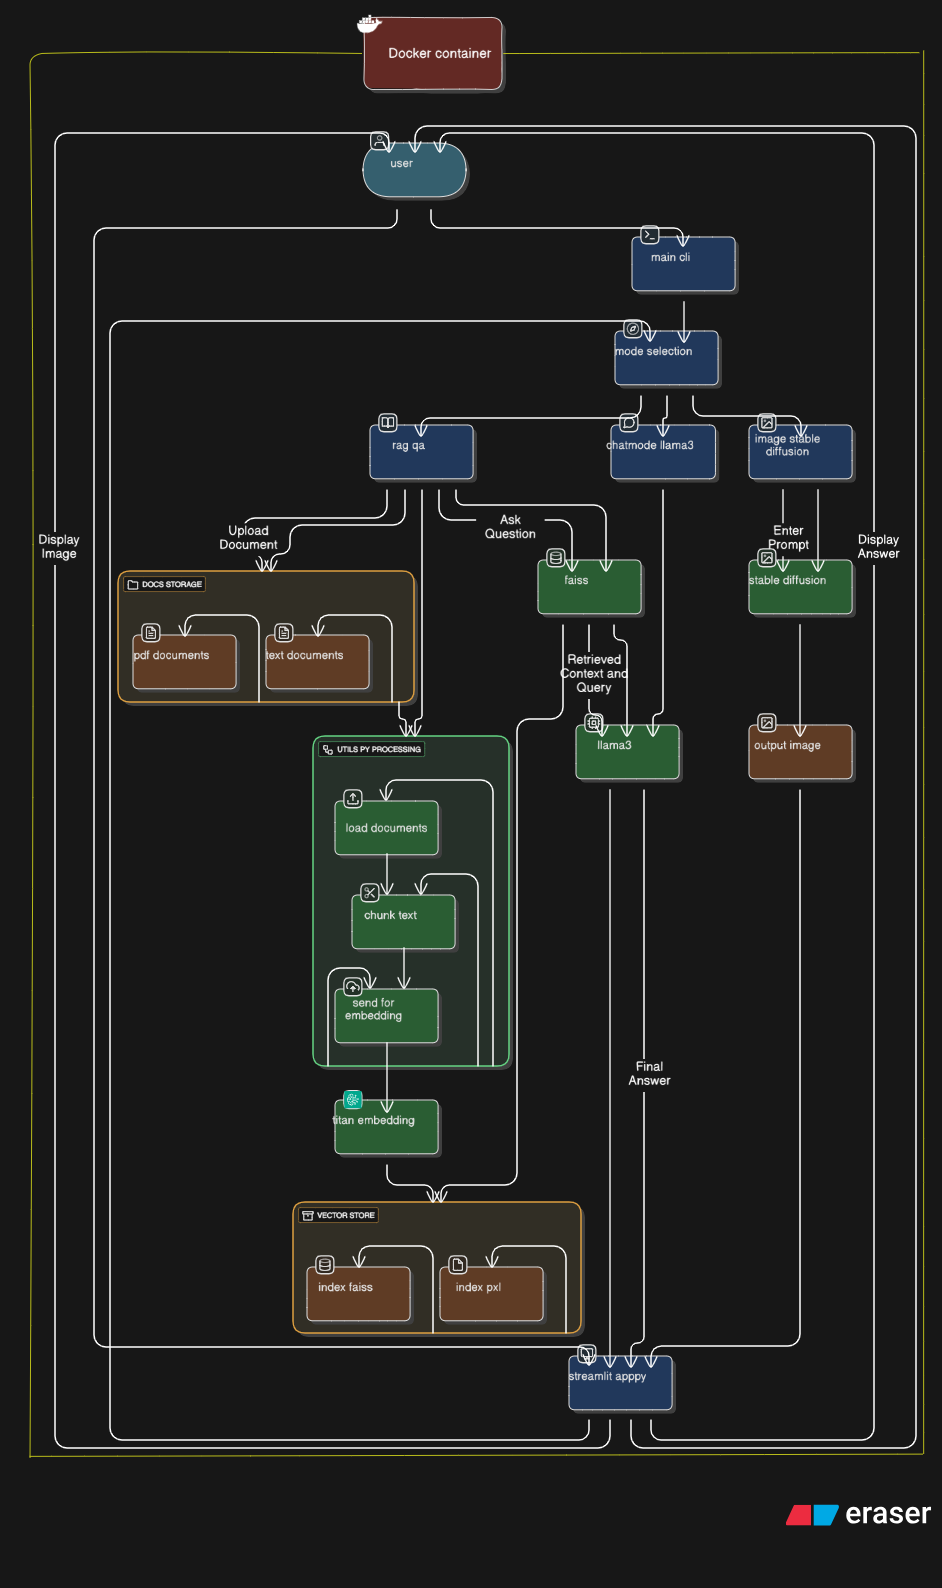 Docker container
user
main cli
mode selection
rag qa
chatmode llama3
image stable
diffusion
Upload
Document
Ask
Question
Enter
Prompt
Display
Image
Display
Answer
DOCS STORAGE
faiss
stable diffusion
pdf documents
text documents
Retrieved
Context and
Query
UTILS PY PROCESSING
llama3
output image
load documents
chunk text
send for
embedding
Final
Answer
titan embedding
VECTOR STORE
index faiss
index pxl
streamlit apppy
eraser